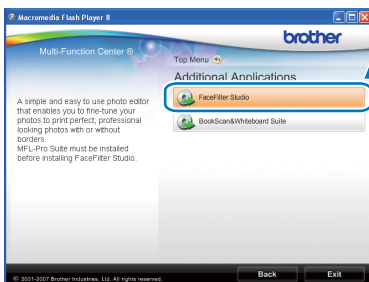 Macromedia Flash Player 8
brother
Multi-Function Center ®
Top Menu
Additional Applications
FaceFilter Studio
BookScan&Whiteboard Suite
A simple and easy to use photo editor
that enables you to fine-tune your
photos to print perfect, professional
looking photos with or without
borders.
MFL-Pro Suite must be installed
before installing FaceFilter Studio.
© 2001-2007 Brother Industries, Ltd. All rights reserved.
Back
Exit